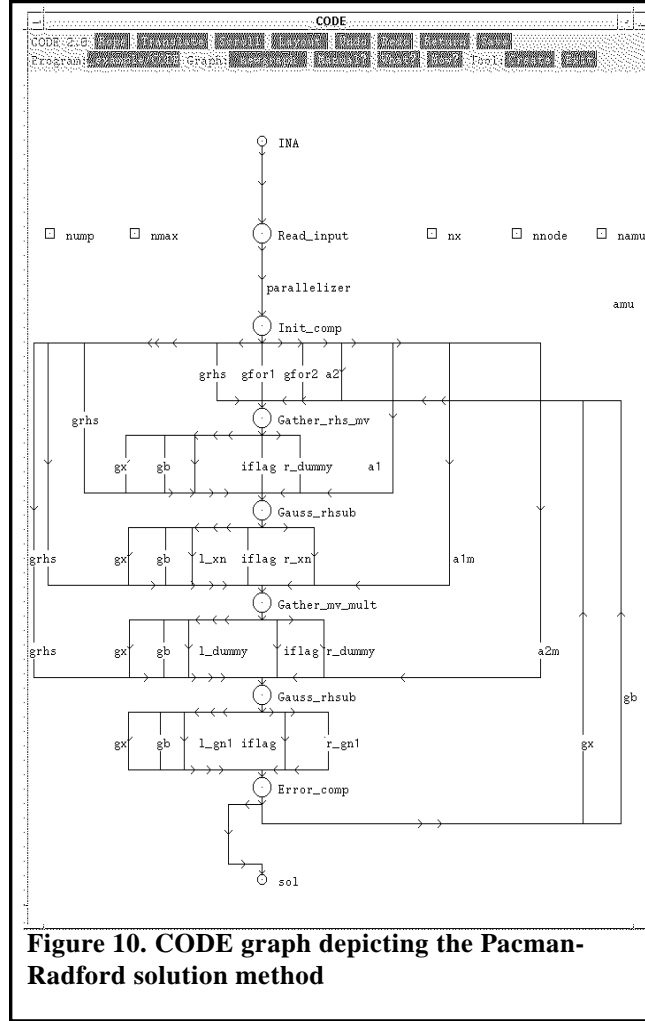 CODE
CODE 2.0
Program: Graph: Tool:
INA
nump nmax Read_input nx nnode namu
parallelizer
amu
Init_comp
grhs gfor1 gfor2 a2
Gather_rhs_mv
grhs
gx gb iflag r_dummy a1
Gauss_rhsub
grhs gx gb l_xn iflag r_xn a1m
Gather_mv_mult
grhs gx gb l_dummy iflag r_dummy a2m
Gauss_rhsub
gb
gx gb l_gn1 iflag r_gn1 gx
Error_comp
sol
Figure 10. CODE graph depicting the Pacman-
Radford solution method